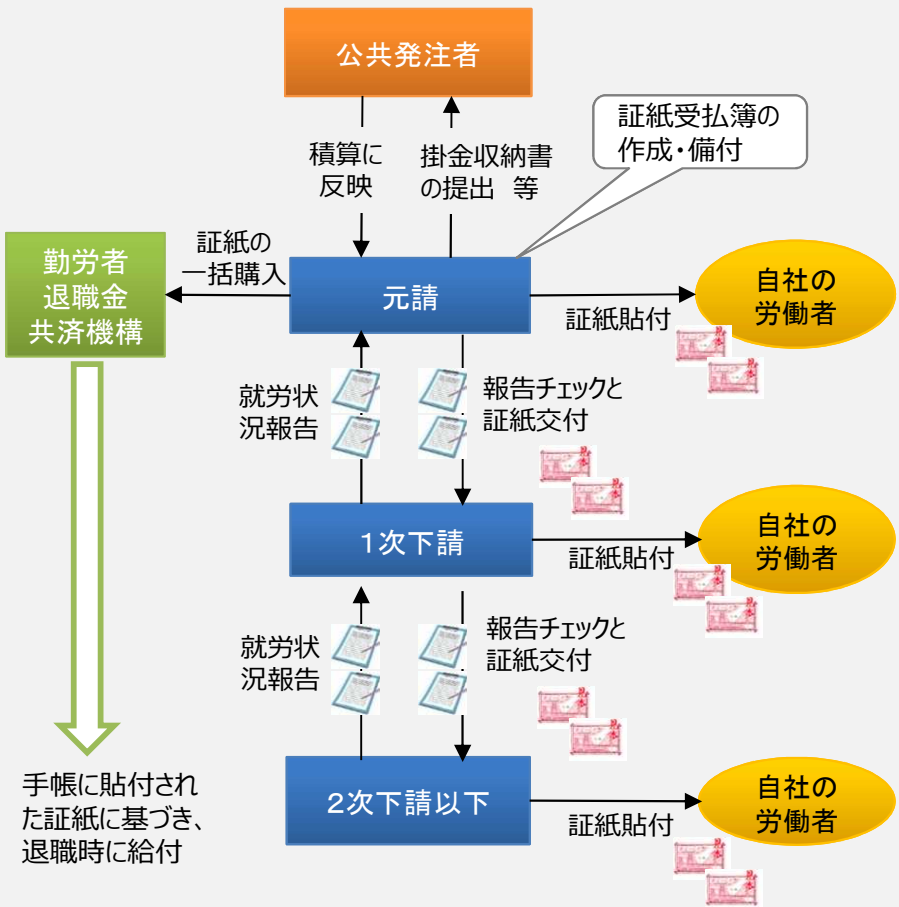 公共発注者
証紙受払簿の
作成・備付
積算に
反映
掛金収納書
の提出 等
証紙の
一括購入
勤労者
退職金
共済機構
元請
証紙貼付
自社の
労働者
就労状
況報告
報告チェックと
証紙交付
1次下請
証紙貼付
自社の
労働者
就労状
況報告
報告チェックと
証紙交付
2次下請以下
証紙貼付
自社の
労働者
手帳に貼付され
た証紙に基づき、
退職時に給付